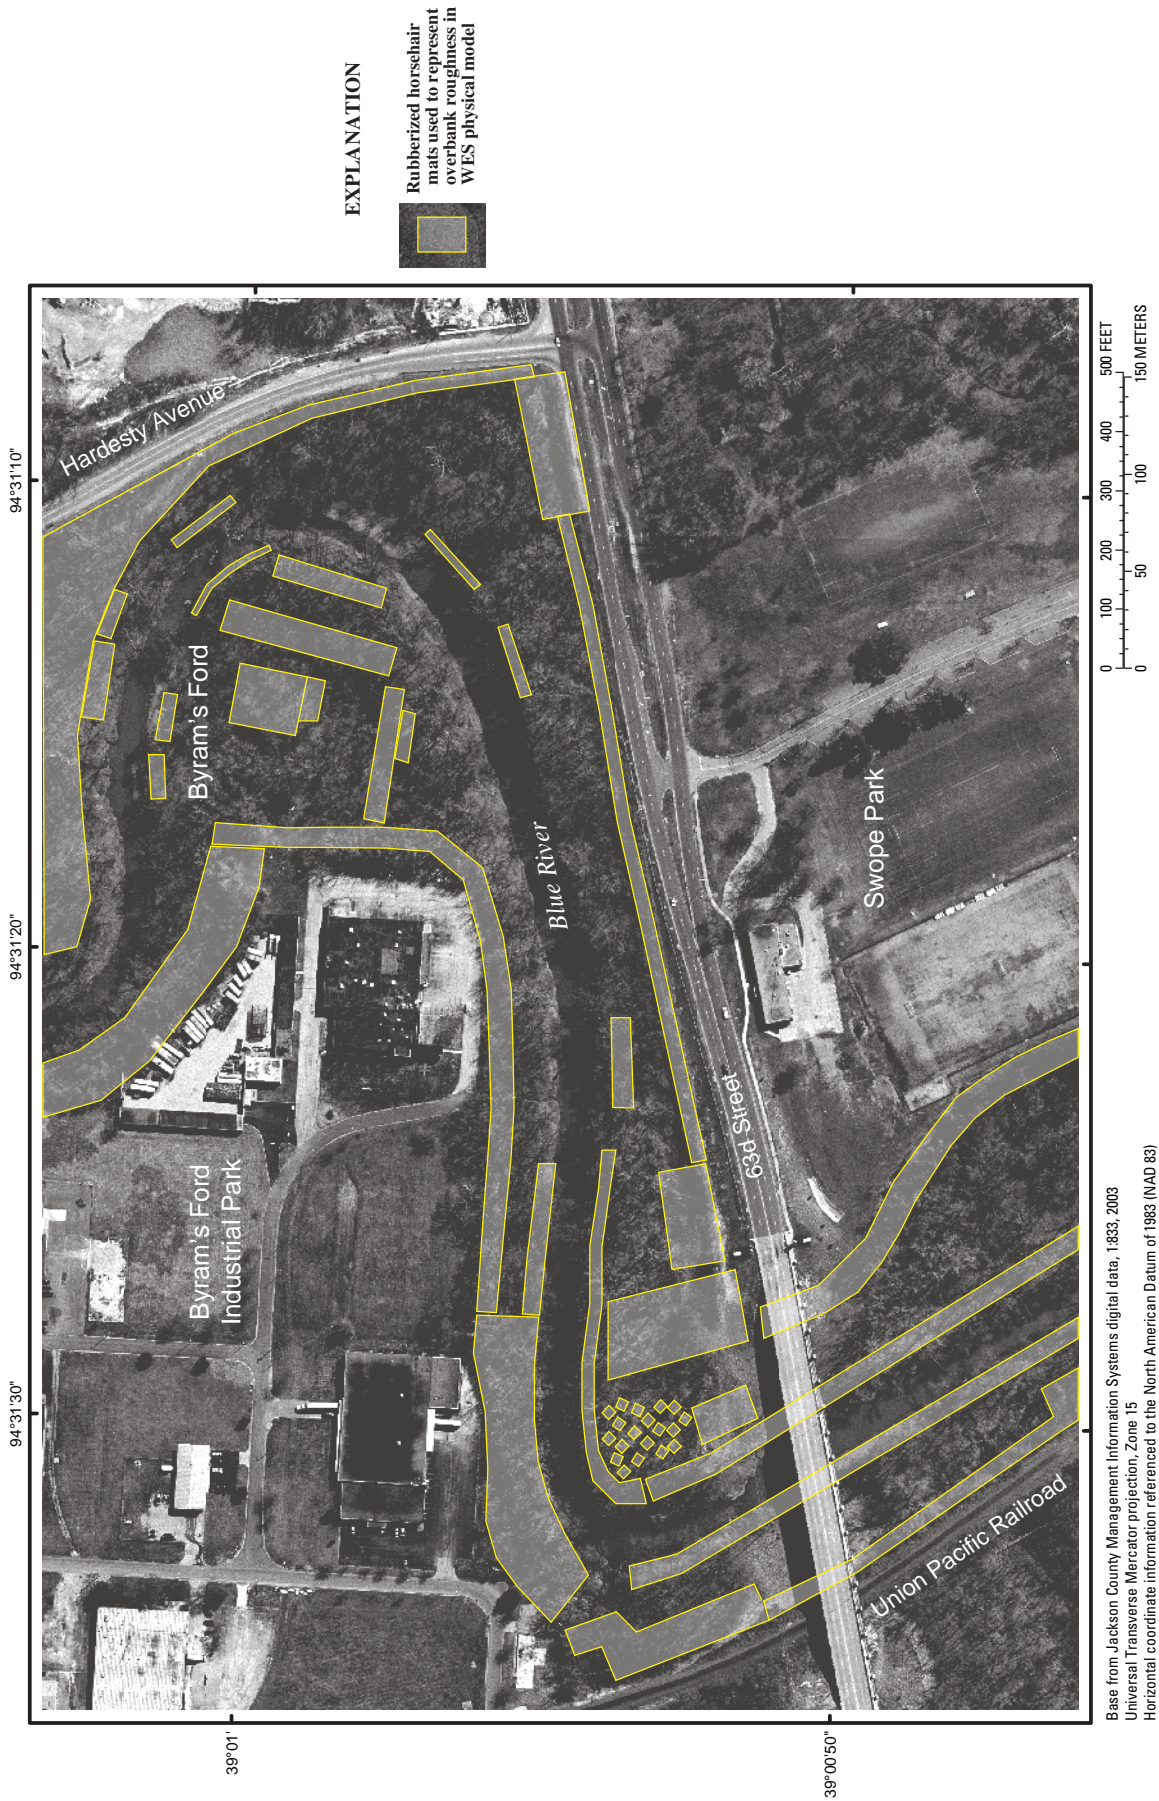 EXPLANATION
Rubberized horsehair
mats used to represent
overbank roughness in
WES physical model
94°31'30"
94°31'20"
94°31'10"
39°01'
39°00'50"
Hardesty Avenue
Byram's Ford
Byram's Ford
Industrial Park
Blue River
63d Street
Swope Park
Union Pacific Railroad
0 100 200 300 400 500 FEET
0 50 100 150 METERS
Base from Jackson County Management Information Systems digital data, 1:833, 2003
Universal Transverse Mercator projection, Zone 15
Horizontal coordinate information referenced to the North American Datum of 1983 (NAD 83)